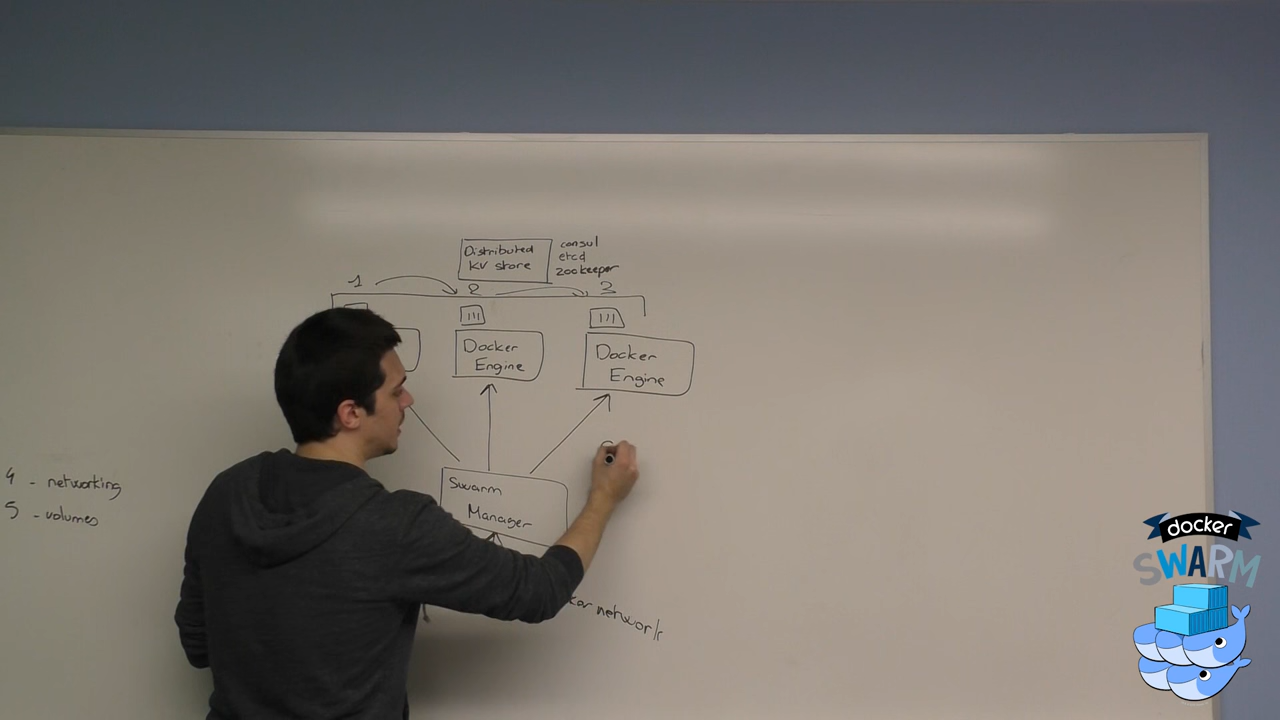 Distributed
KV store
consul
etcd
zookeeper
1
2
3
Docker
Engine
Docker
Engine
Swarm
Manager
4 - networking
5 - volumes
network
docker
SWARM